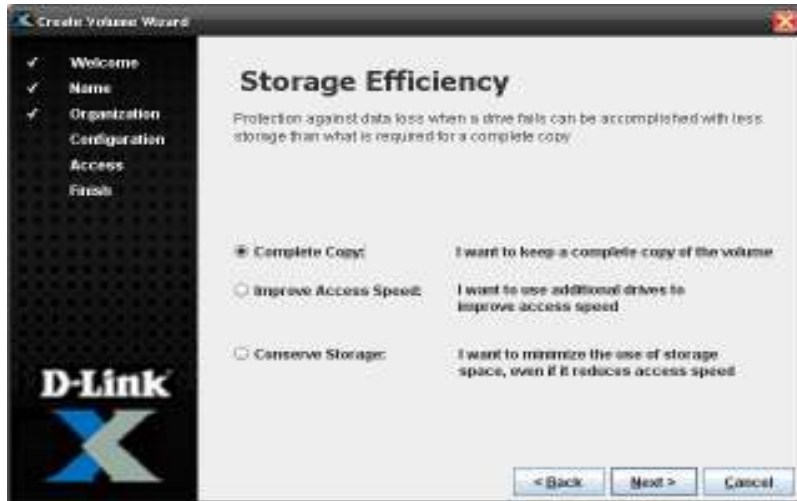 Create Volume Wizard
✓ Welcome
✓ Name
✓ Organization
Configuration
Access
Finish
D-Link
Storage Efficiency
Protection against data loss when a drive fails can be accomplished with less
storage than what is required for a complete copy
Complete Copy: I want to keep a complete copy of the volume
Improve Access Speed: I want to use additional drives to
improve access speed
Conserve Storage: I want to minimize the use of storage
space, even if it reduces access speed
< Back Next > Cancel